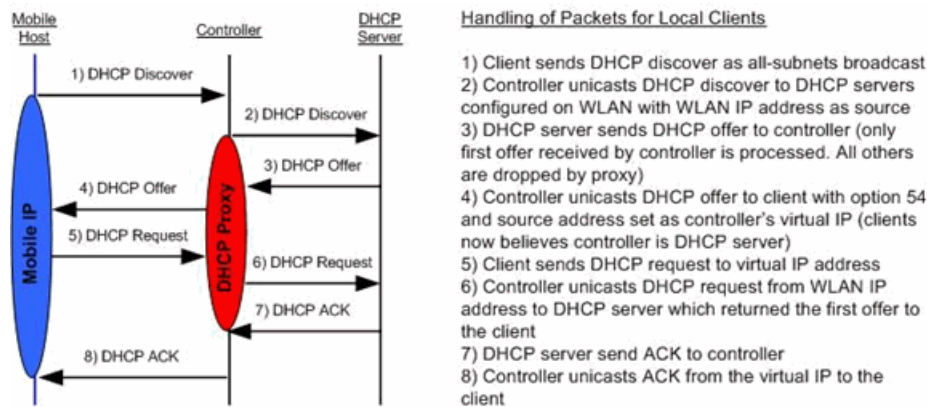 Mobile
Host
Controller
DHCP
Server
1) DHCP Discover
2) DHCP Discover
3) DHCP Offer
4) DHCP Offer
5) DHCP Request
6) DHCP Request
7) DHCP ACK
8) DHCP ACK
Mobile IP
DHCP Proxy
Handling of Packets for Local Clients
1) Client sends DHCP discover as all-subnets broadcast
2) Controller unicasts DHCP discover to DHCP servers
configured on WLAN with WLAN IP address as source
3) DHCP server sends DHCP offer to controller (only
first offer received by controller is processed. All others
are dropped by proxy)
4) Controller unicasts DHCP offer to client with option 54
and source address set as controller's virtual IP (clients
now believes controller is DHCP server)
5) Client sends DHCP request to virtual IP address
6) Controller unicasts DHCP request from WLAN IP
address to DHCP server which returned the first offer to
the client
7) DHCP server send ACK to controller
8) Controller unicasts ACK from the virtual IP to the
client